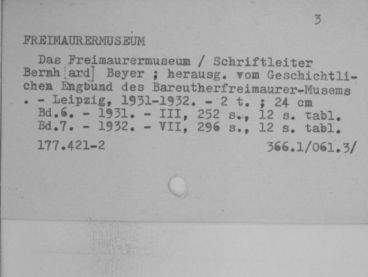 3
FREIMAURERMUSEUM
Das Freimaurermuseum / Schriftleiter
Bernh[ard] Beyer ; herausg. vom Geschichtli-
chen Engbund des Bareutherfreimaurer-Musems
. - Leipzig, 1931-1932. - 2 t. ; 24 cm
Bd.6. - 1931. - III, 252 s., 12 s. tabl.
Bd.7. - 1932. - VII, 296 s., 12 s. tabl.
177.421-2 366.1/061.3/